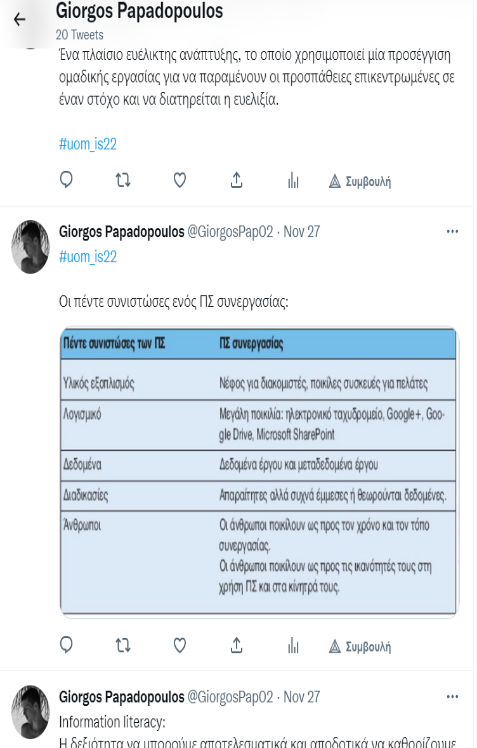 Giorgos Papadopoulos
20 Tweets
Ένα πλαίσιο ευέλικτης ανάπτυξης, το οποίο χρησιμοποιεί μία προσέγγιση
ομαδικής εργασίας για να παραμένουν οι προσπάθειες επικεντρωμένες σε
έναν στόχο και να διατηρείται η ευελιξία.
#uom_is22
Συμβουλή
Giorgos Papadopoulos @GiorgosPap02 · Nov 27
#uom_is22
Οι πέντε συνιστώσες ενός ΠΣ συνεργασίας:
Πέντε συνιστώσες των ΠΣ ΠΣ συνεργασίας
Υλικός εξοπλισμός Νέφος για διακομιστές, ποικίλες συσκευές για πελάτες
Λογισμικό Μεγάλη ποικιλία: ηλεκτρονικό ταχυδρομείο, Google+, Goo-
gle Drive, Microsoft SharePoint
Δεδομένα Δεδομένα έργου και μεταδεδομένα έργου
Διαδικασίες Απαραίτητες αλλά συχνά έμμεσες ή θεωρούνται δεδομένες.
Άνθρωποι Οι άνθρωποι ποικίλουν ως προς τον χρόνο και τον τόπο
συνεργασίας.
Οι άνθρωποι ποικίλουν ως προς τις ικανότητές τους στη
χρήση ΠΣ και στα κίνητρά τους.
Συμβουλή
Giorgos Papadopoulos @GiorgosPap02 · Nov 27
Information literacy:
Η δεξιότητα να μπορούμε αποτελεσματικά και αποδοτικά να καθορίζουμε